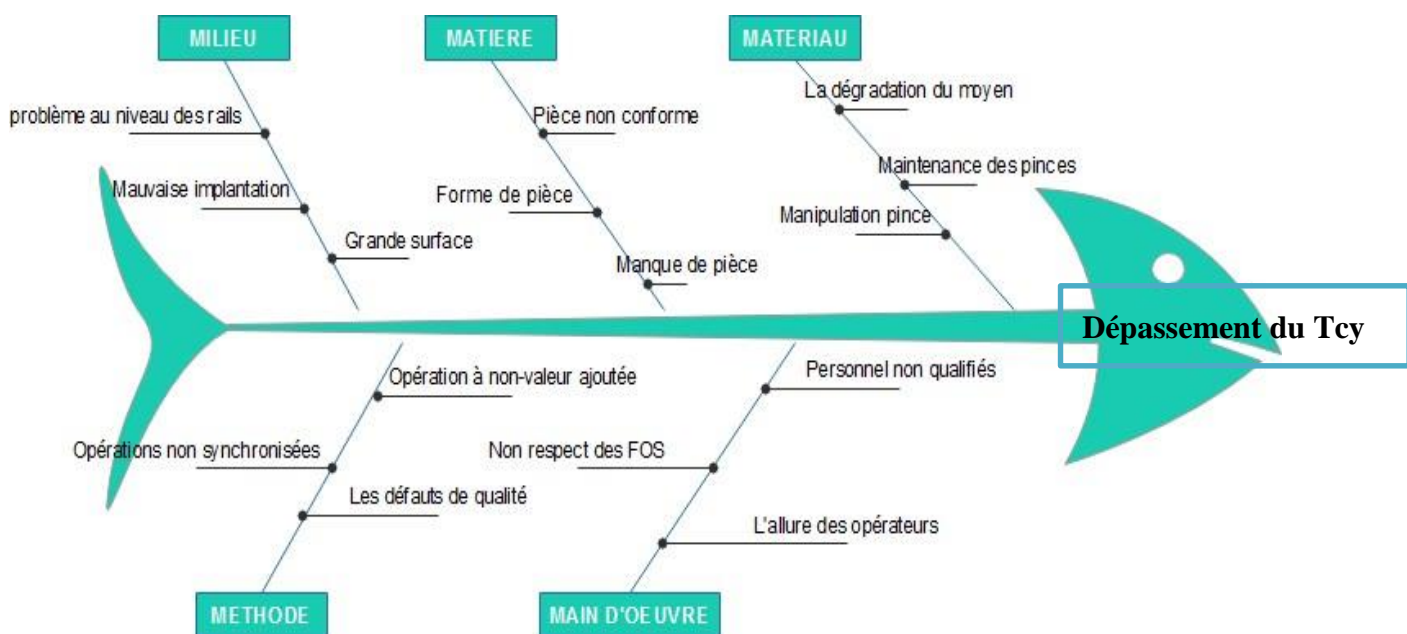 MILIEU
MATIERE
MATERIAU
La dégradation du moyen
problème au niveau des rails
Pièce non conforme
Maintenance des pinces
Mauvaise implantation
Forme de pièce
Manipulation pince
Grande surface
Manque de pièce
Dépassement du Tcy
Opération à non-valeur ajoutée
Personnel non qualifiés
Opérations non synchronisées
Non respect des FOS
Les défauts de qualité
L'allure des opérateurs
METHODE
MAIN D'OEUVRE